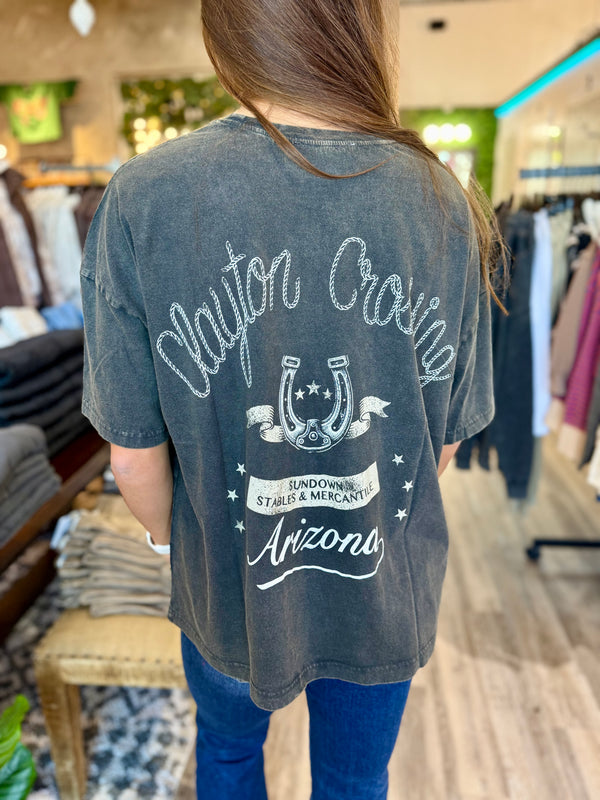 Clayton Crossing
SUNDOWN
STABLES & MERCANTILE
Arizona